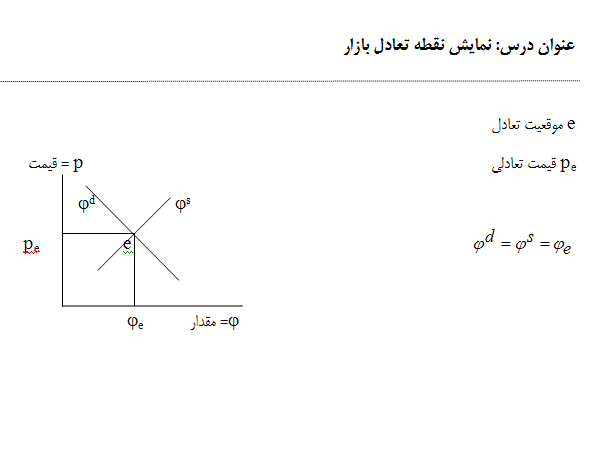 عنوان درس: نمایش نقطه تعادل بازار
e موقعیت تعادل
pe قیمت تعادلی
φd = φs = φe
p = قیمت
φd
φs
pe
e
φe
φ= مقدار